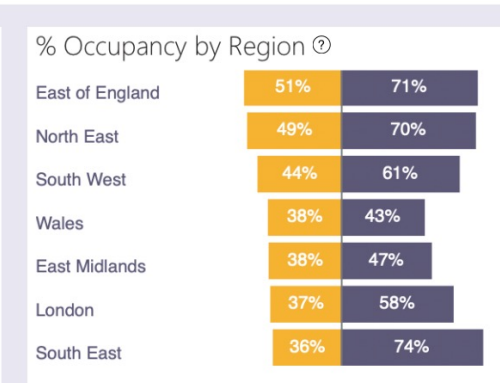 % Occupancy by Region ?
East of England 51% 71%
North East 49% 70%
South West 44% 61%
Wales 38% 43%
East Midlands 38% 47%
London 37% 58%
South East 36% 74%